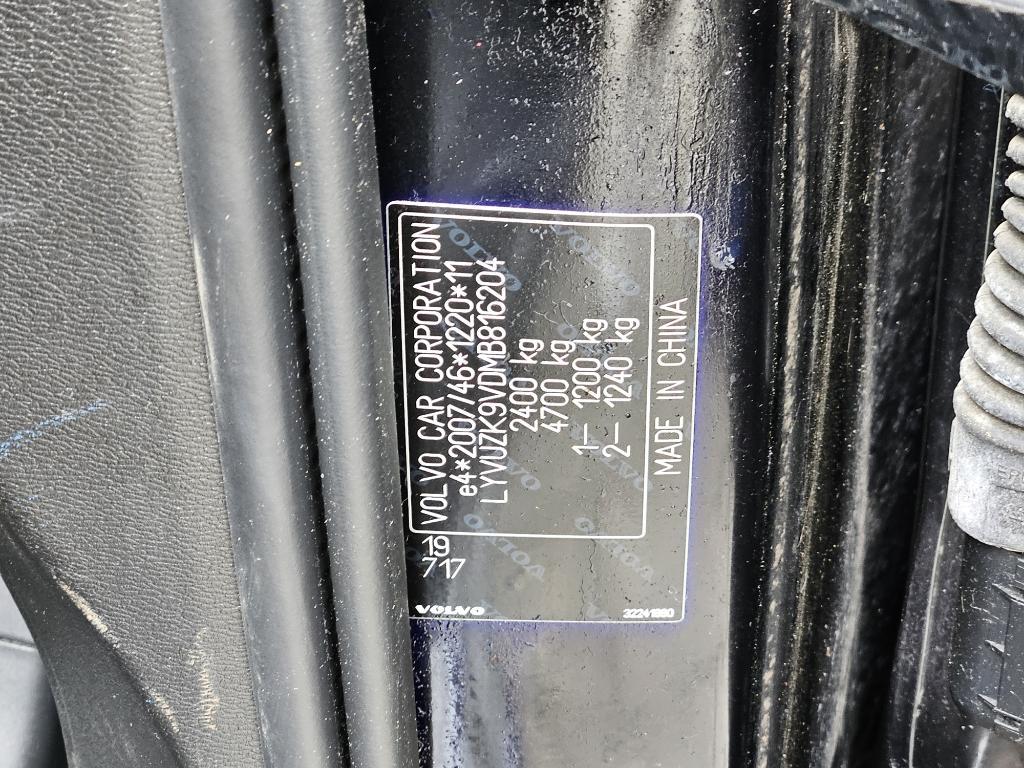 VOLVO CAR CORPORATION
e4*2007/46*1220*11
LYVUZK9VDMB816204
2400 kg
4700 kg
1– 1200 kg
2– 1240 kg
MADE IN CHINA
19
717
VOLVO
32241890